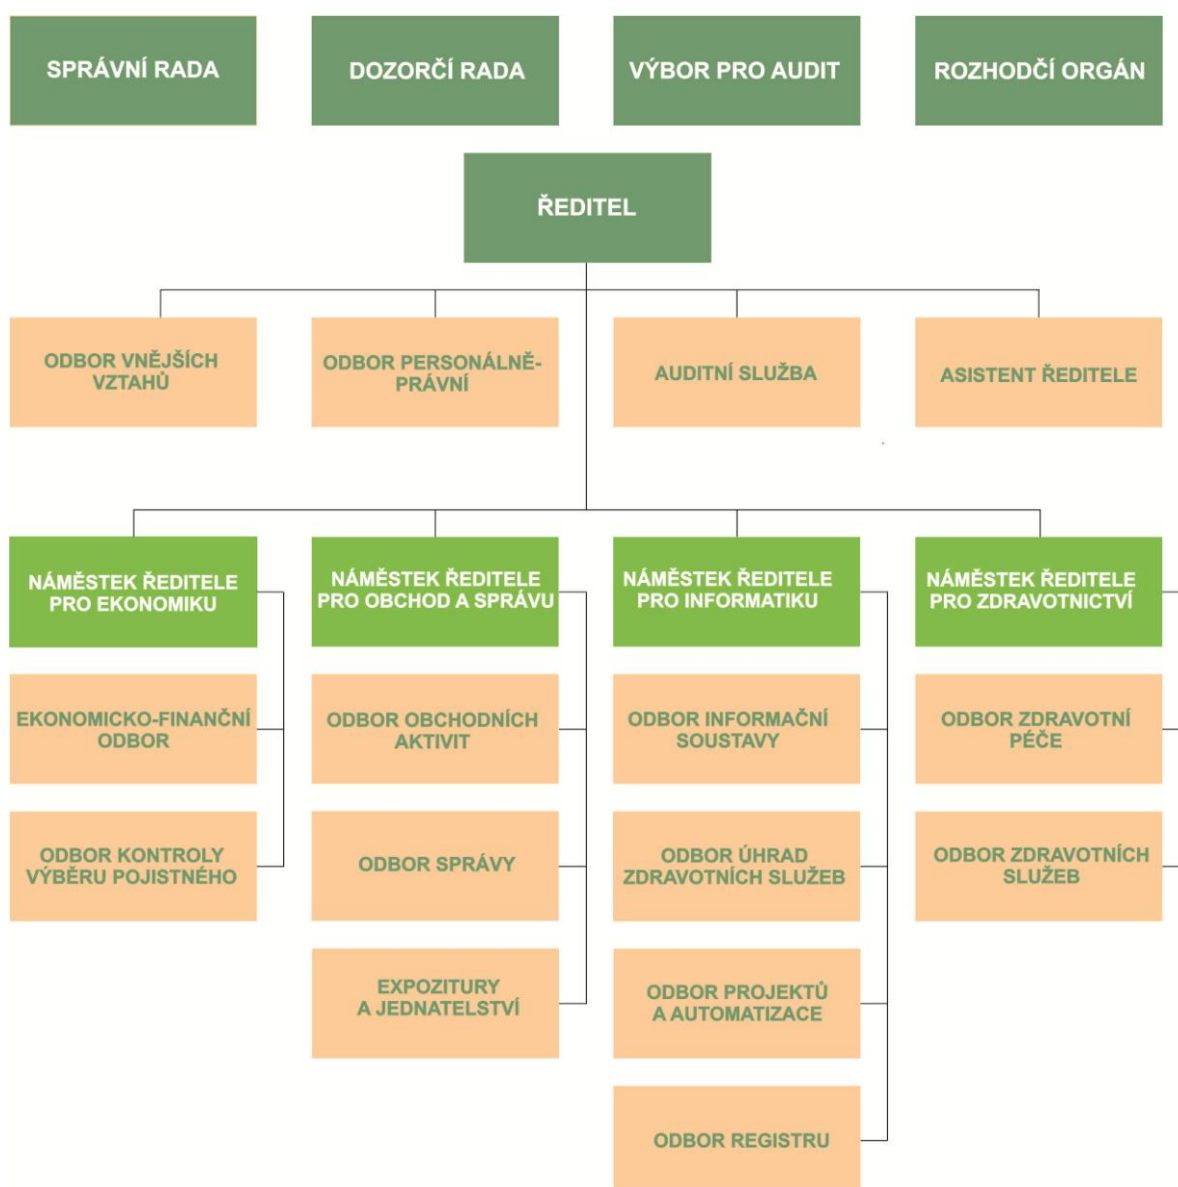 SPRÁVNÍ RADA
DOZORČÍ RADA
VÝBOR PRO AUDIT
ROZHODČÍ ORGÁN
ŘEDITEL
ODBOR VNĚJŠÍCH
VZTAHŮ
ODBOR PERSONÁLNĚ-
PRÁVNÍ
AUDITNÍ SLUŽBA
ASISTENT ŘEDITELE
NÁMĚSTEK ŘEDITELE
PRO EKONOMIKU
NÁMĚSTEK ŘEDITELE
PRO OBCHOD A SPRÁVU
NÁMĚSTEK ŘEDITELE
PRO INFORMATIKU
NÁMĚSTEK ŘEDITELE
PRO ZDRAVOTNICTVÍ
EKONOMICKO-FINANČNÍ
ODBOR
ODBOR OBCHODNÍCH
AKTIVIT
ODBOR INFORMAČNÍ
SOUSTAVY
ODBOR ZDRAVOTNÍ
PÉČE
ODBOR KONTROLY
VÝBĚRU POJISTNÉHO
ODBOR SPRÁVY
ODBOR ÚHRAD
ZDRAVOTNÍCH SLUŽEB
ODBOR ZDRAVOTNÍCH
SLUŽEB
EXPOZITURY
A JEDNATELSTVÍ
ODBOR PROJEKTŮ
A AUTOMATIZACE
ODBOR REGISTRU